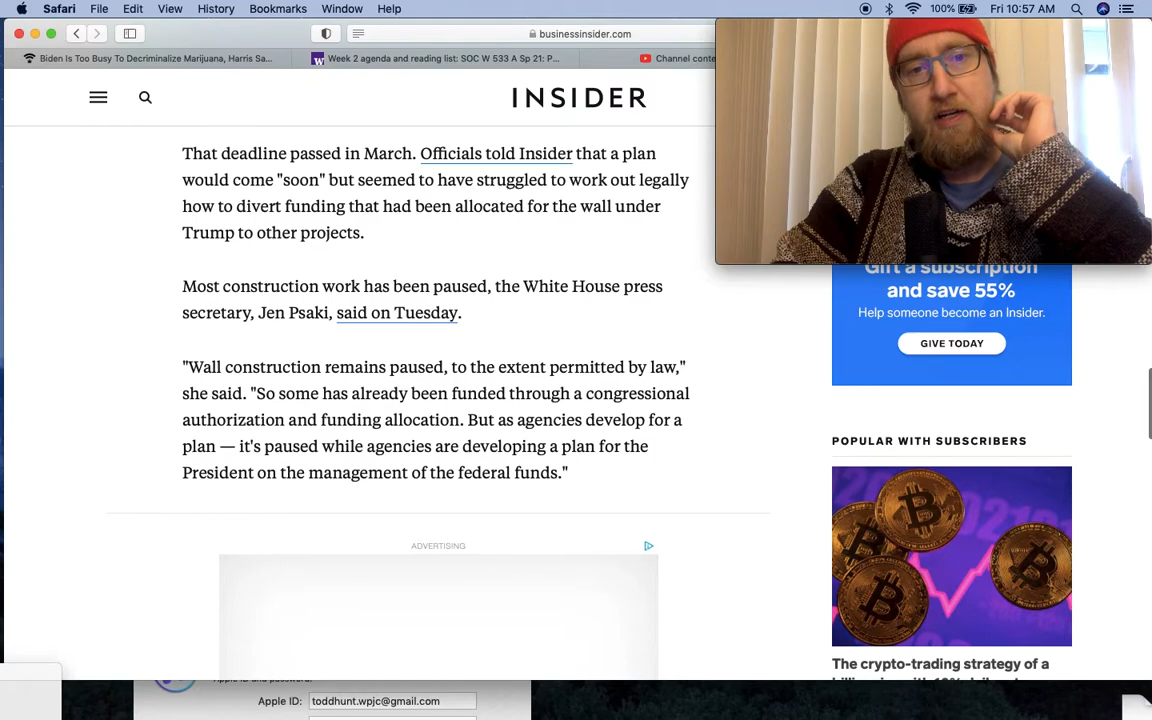 Safari File Edit View History Bookmarks Window Help 100% Fri 10:57 AM
businessinsider.com
Biden Is Too Busy To Decriminalize Marijuana, Harris Sa...
W Week 2 agenda and reading list: SOC W 533 A Sp 21: P...
Channel conte
INSIDER
That deadline passed in March. Officials told Insider that a plan
would come "soon" but seemed to have struggled to work out legally
how to divert funding that had been allocated for the wall under
Trump to other projects.
Most construction work has been paused, the White House press
secretary, Jen Psaki, said on Tuesday.
"Wall construction remains paused, to the extent permitted by law,"
she said. "So some has already been funded through a congressional
authorization and funding allocation. But as agencies develop for a
plan — it's paused while agencies are developing a plan for the
President on the management of the federal funds."
ADVERTISING
Gift a subscription
and save 55%
Help someone become an Insider.
GIVE TODAY
POPULAR WITH SUBSCRIBERS
The crypto-trading strategy of a
Apple ID and password.
Apple ID: toddhunt.wpjc@gmail.com